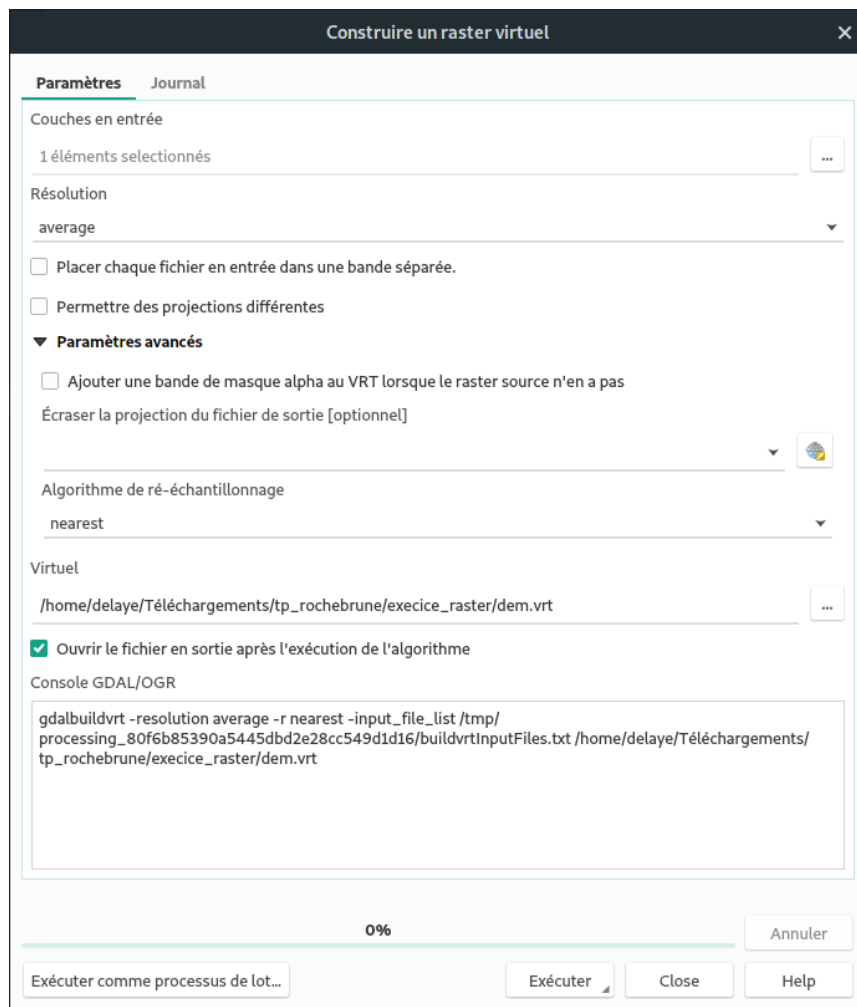 Construire un raster virtuel
Paramètres Journal
Couches en entrée
1 éléments selectionnés
...
Résolution
average
Placer chaque fichier en entrée dans une bande séparée.
Permettre des projections différentes
Paramètres avancés
Ajouter une bande de masque alpha au VRT lorsque le raster source n'en a pas
Écraser la projection du fichier de sortie [optionnel]
Algorithme de ré-échantillonnage
nearest
Virtuel
/home/delaye/Téléchargements/tp_rochebrune/execice_raster/dem.vrt
...
Ouvrir le fichier en sortie après l'exécution de l'algorithme
Console GDAL/OGR
gdalbuildvrt -resolution average -r nearest -input_file_list /tmp/
processing_80f6b85390a5445dbd2e28cc549d1d16/buildvrtInputFiles.txt /home/delaye/Téléchargements/
tp_rochebrune/execice_raster/dem.vrt
0%
Annuler
Exécuter comme processus de lot... Exécuter Close Help